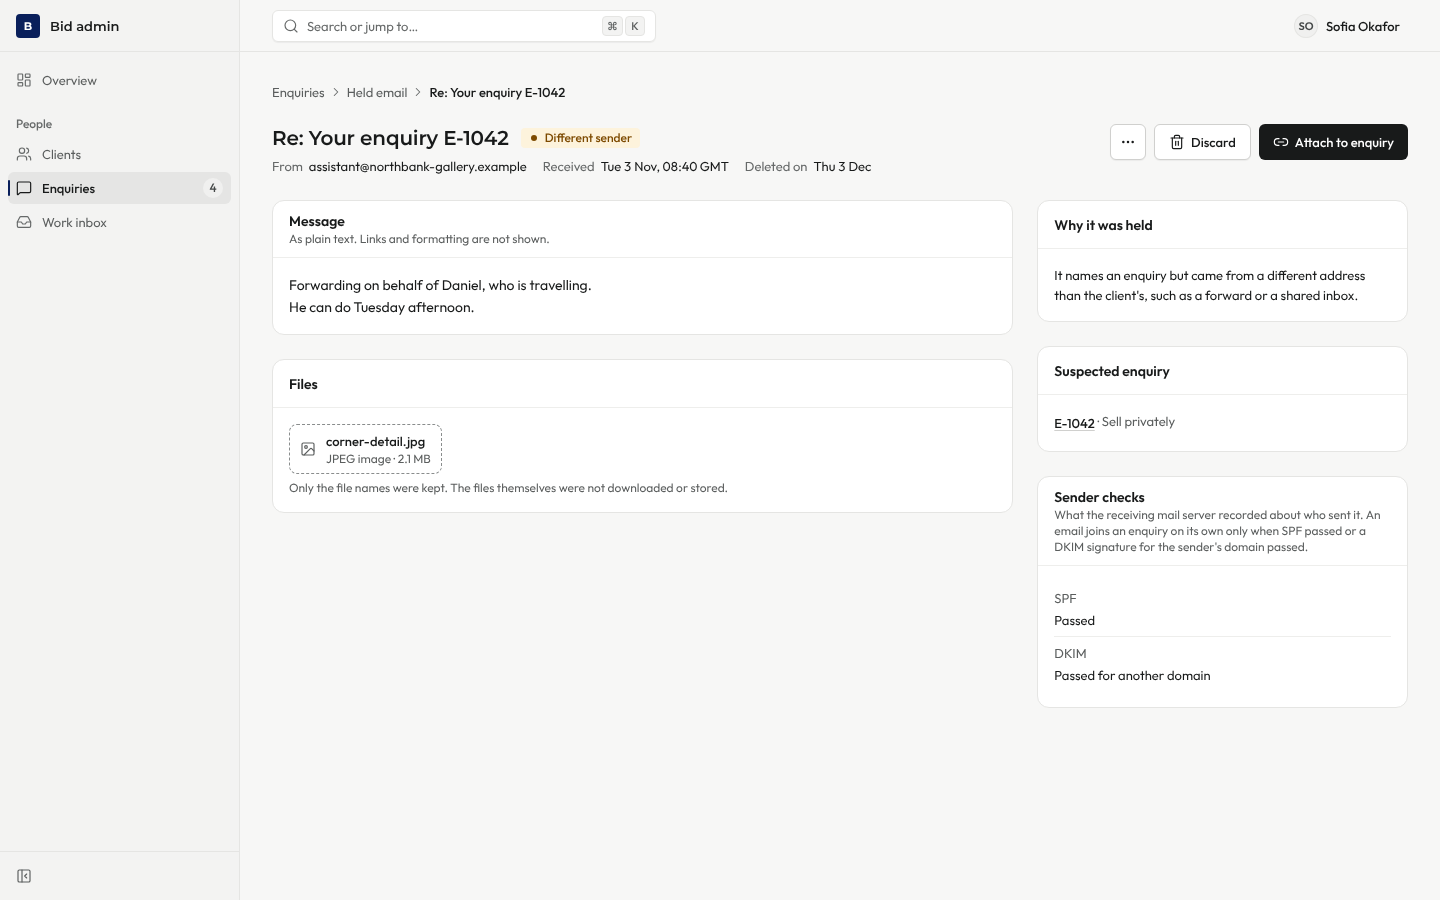 B Bid admin
Search or jump to...
⌘ K
SO Sofia Okafor
Overview
People
Clients
Enquiries 4
Work inbox
Enquiries > Held email > Re: Your enquiry E-1042
Re: Your enquiry E-1042
Different sender
Discard
Attach to enquiry
From assistant@northbank-gallery.example Received Tue 3 Nov, 08:40 GMT Deleted on Thu 3 Dec
Message
As plain text. Links and formatting are not shown.
Forwarding on behalf of Daniel, who is travelling.
He can do Tuesday afternoon.
Files
corner-detail.jpg
JPEG image · 2.1 MB
Only the file names were kept. The files themselves were not downloaded or stored.
Why it was held
It names an enquiry but came from a different address
than the client's, such as a forward or a shared inbox.
Suspected enquiry
E-1042 · Sell privately
Sender checks
What the receiving mail server recorded about who sent it. An
email joins an enquiry on its own only when SPF passed or a
DKIM signature for the sender's domain passed.
SPF
Passed
DKIM
Passed for another domain